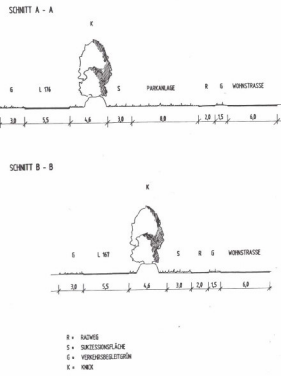 SCHNITT A - A
K
G L 176 S PARKANLAGE R G WOHNSTRASSE
3,0 5,5 4,6 3,0 8,0 2,0 1,5 6,0
SCHNITT B - B
K
G L 167 S R G WOHNSTRASSE
3,0 5,5 4,6 3,0 2,0 1,5 6,0
R = RADWEG
S = SUKZESSIONSFLÄCHE
G = VERKEHRSBEGLEITGRÜN
K = KNICK